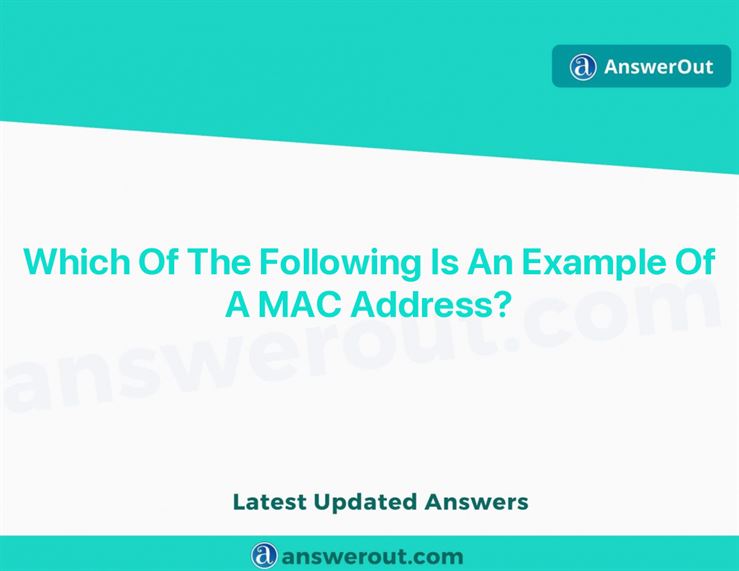 AnswerOut
Which Of The Following Is An Example Of
A MAC Address?
answerout.com
Latest Updated Answers
answerout.com